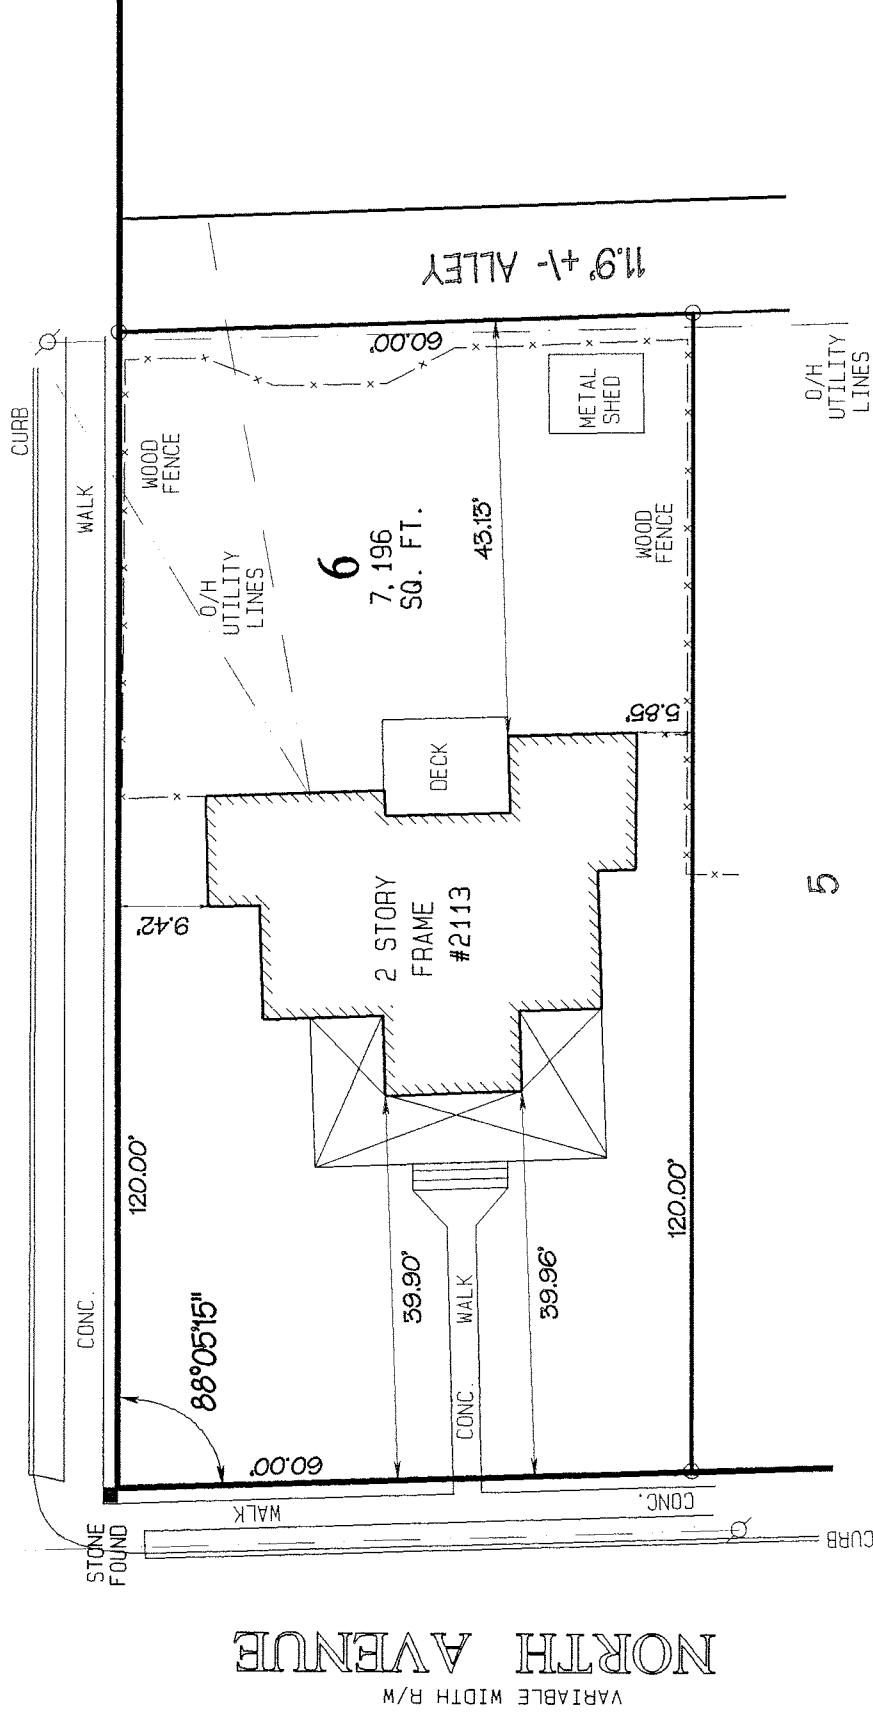 11.9' +/- ALLEY
60.00'
CURB
WALK
WOOD
FENCE
METAL
SHED
O/H
UTILITY
LINES
O/H
UTILITY
LINES
6
7,196
SQ. FT.
43.13'
WOOD
FENCE
5.85'
DECK
9.42'
2 STORY
FRAME
#2113
5
120.00'
120.00'
39.90'
39.96'
CONC. WALK
CONC.
88°05'15"
60.00'
WALK
CONC.
STONE
FOUND
CURB
NORTH AVENUE
VARIABLE WIDTH R/W